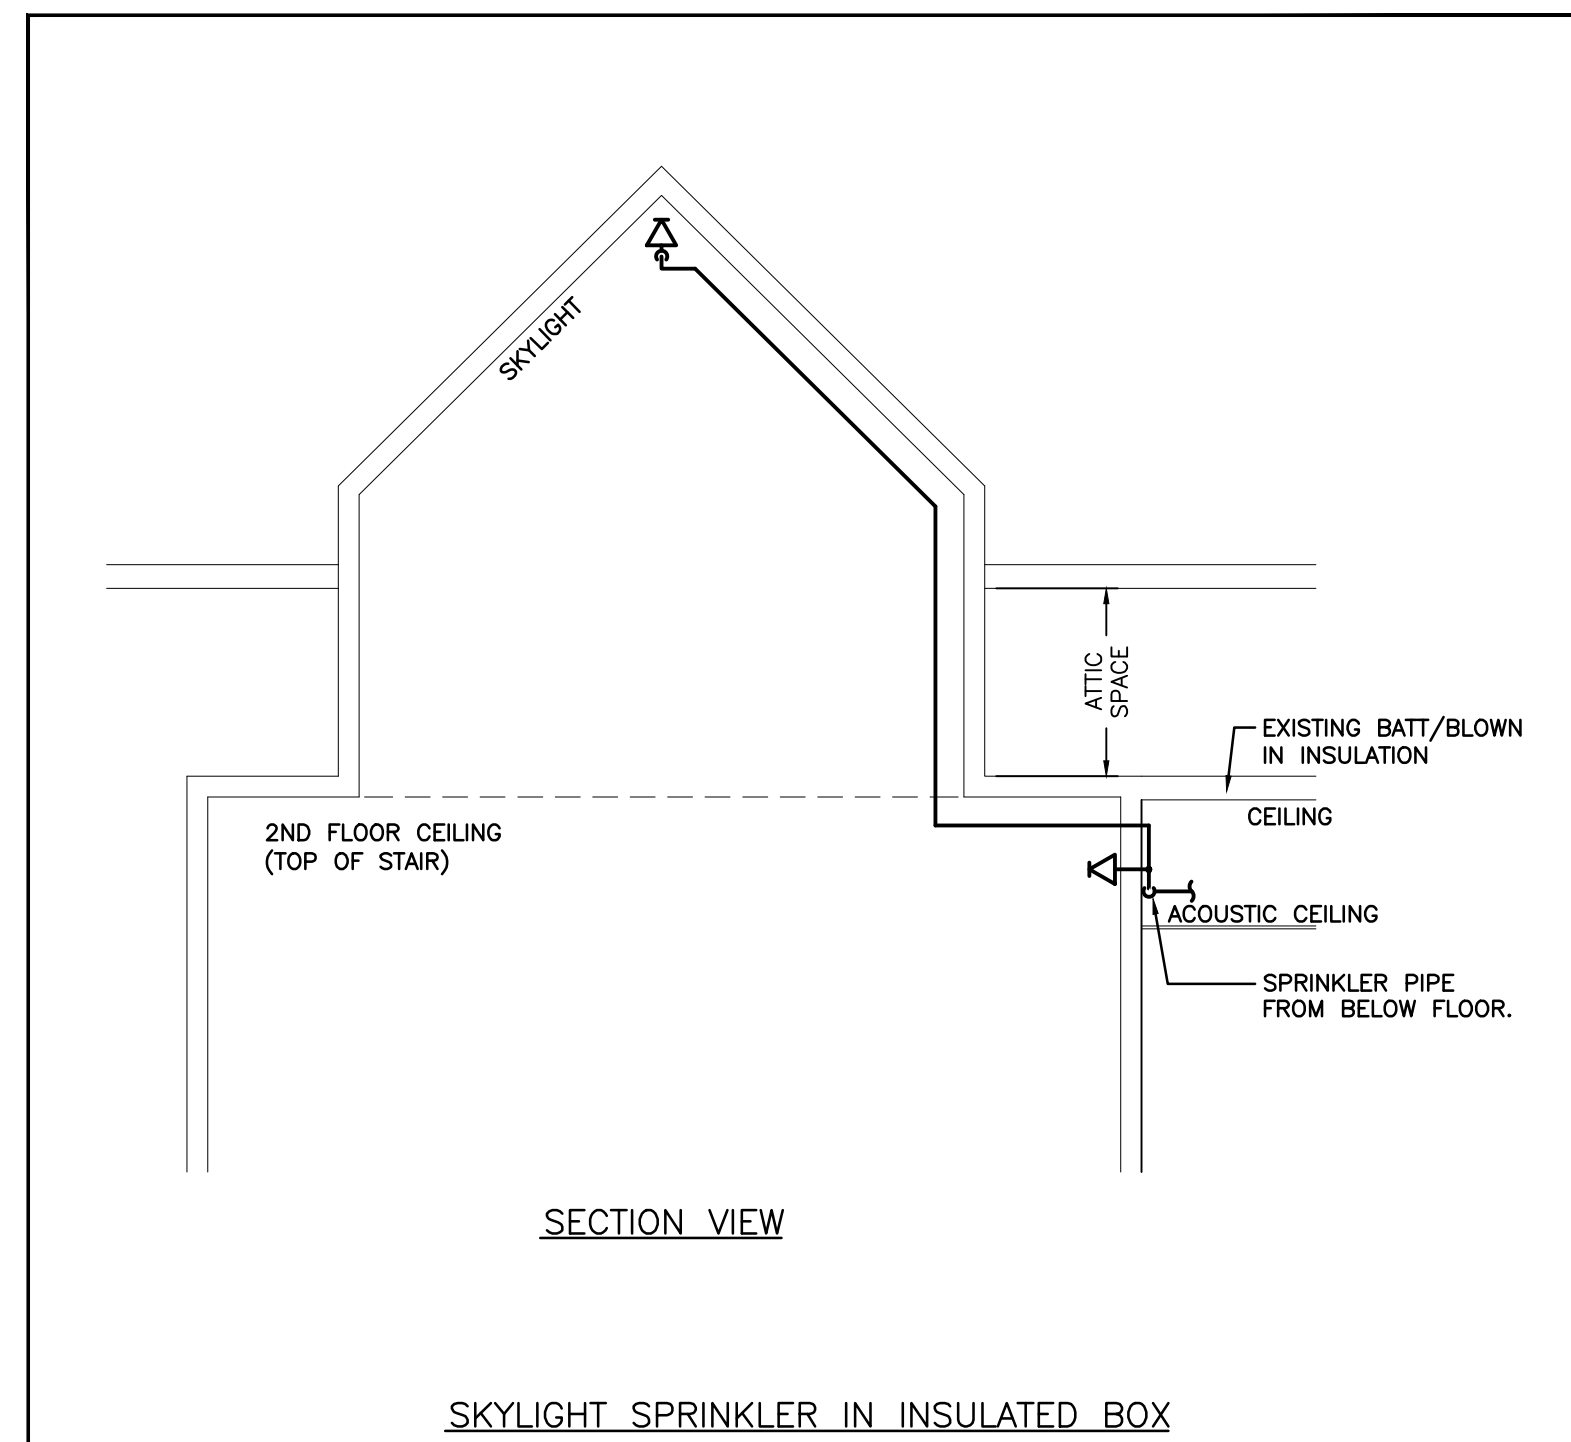 SKYLIGHT
ATTIC
SPACE
EXISTING BATT/BLOWN
IN INSULATION
CEILING
2ND FLOOR CEILING
(TOP OF STAIR)
ACOUSTIC CEILING
SPRINKLER PIPE
FROM BELOW FLOOR.
SECTION VIEW
SKYLIGHT SPRINKLER IN INSULATED BOX